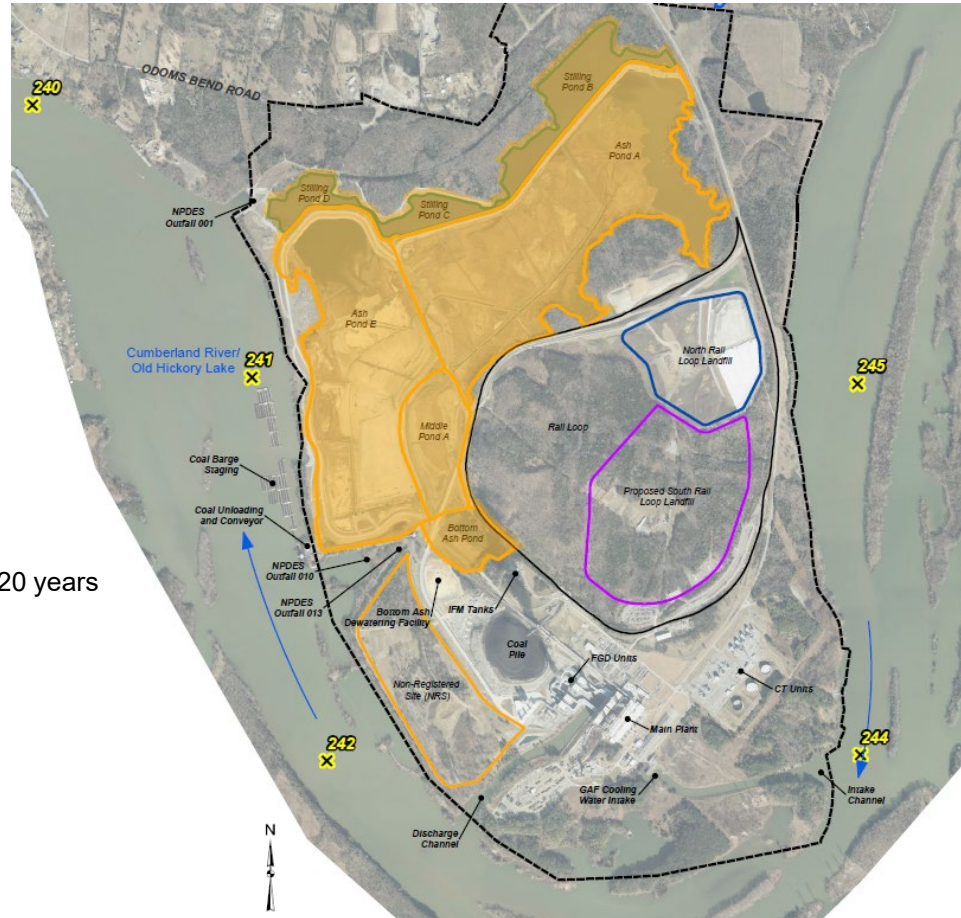 240
ODOMS BEND ROAD
Stilling
Pond B
Ash
Pond A
Stilling
Pond D
Stilling
Pond C
NPDES
Outfall 001
Ash
Pond E
Cumberland River/
Old Hickory Lake
241
North Rail
Loop Landfill
245
Middle
Pond A
Rail Loop
Coal Barge
Staging
Proposed South Rail
Loop Landfill
Coal Unloading
and Conveyor
Bottom
Ash Pond
NPDES
Outfall 010
20 years
NPDES
Outfall 013
Bottom Ash
Dewatering Facility
IFM Tanks
Coal
Pile
FGD Units
CT Units
Non-Registered
Site (NRS)
Main Plant
242
244
GAF Cooling
Water Intake
Intake
Channel
Discharge
Channel
N